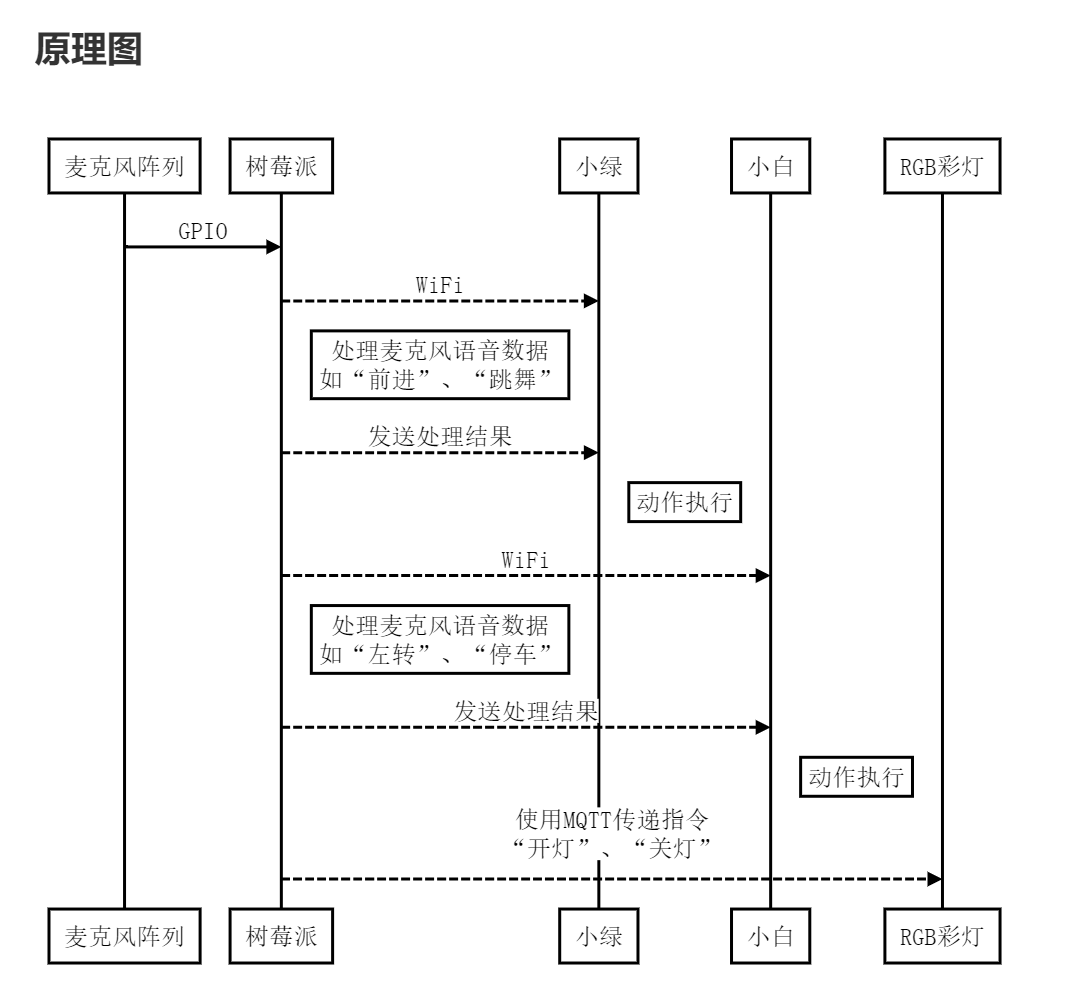 原理图
麦克风阵列
树莓派
小绿
小白
RGB彩灯
GPIO
WiFi
处理麦克风语音数据
如“前进”、“跳舞”
发送处理结果
动作执行
WiFi
处理麦克风语音数据
如“左转”、“停车”
发送处理结果
动作执行
使用MQTT传递指令
“开灯”、“关灯”
麦克风阵列
树莓派
小绿
小白
RGB彩灯